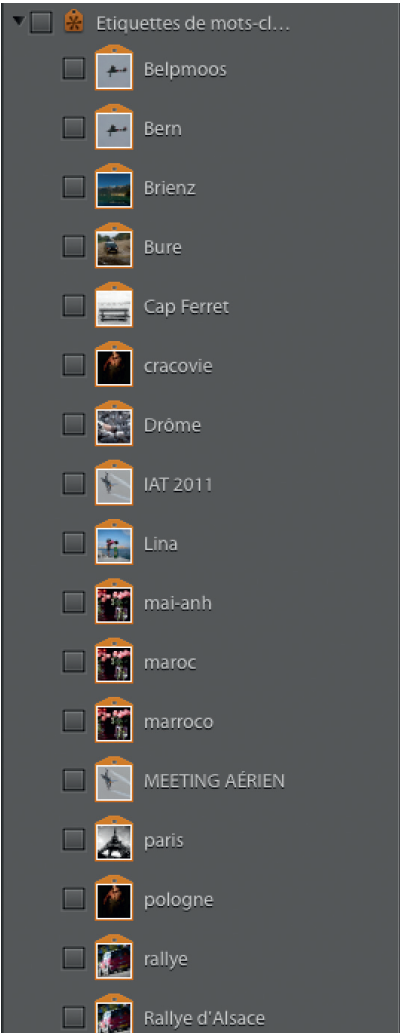 Etiquettes de mots-cl...
Belpmoos
Bern
Brienz
Bure
Cap Ferret
cracovie
Drôme
IAT 2011
Lina
mai-anh
maroc
marroco
MEETING AÉRIEN
paris
pologne
rallye
Rallye d'Alsace